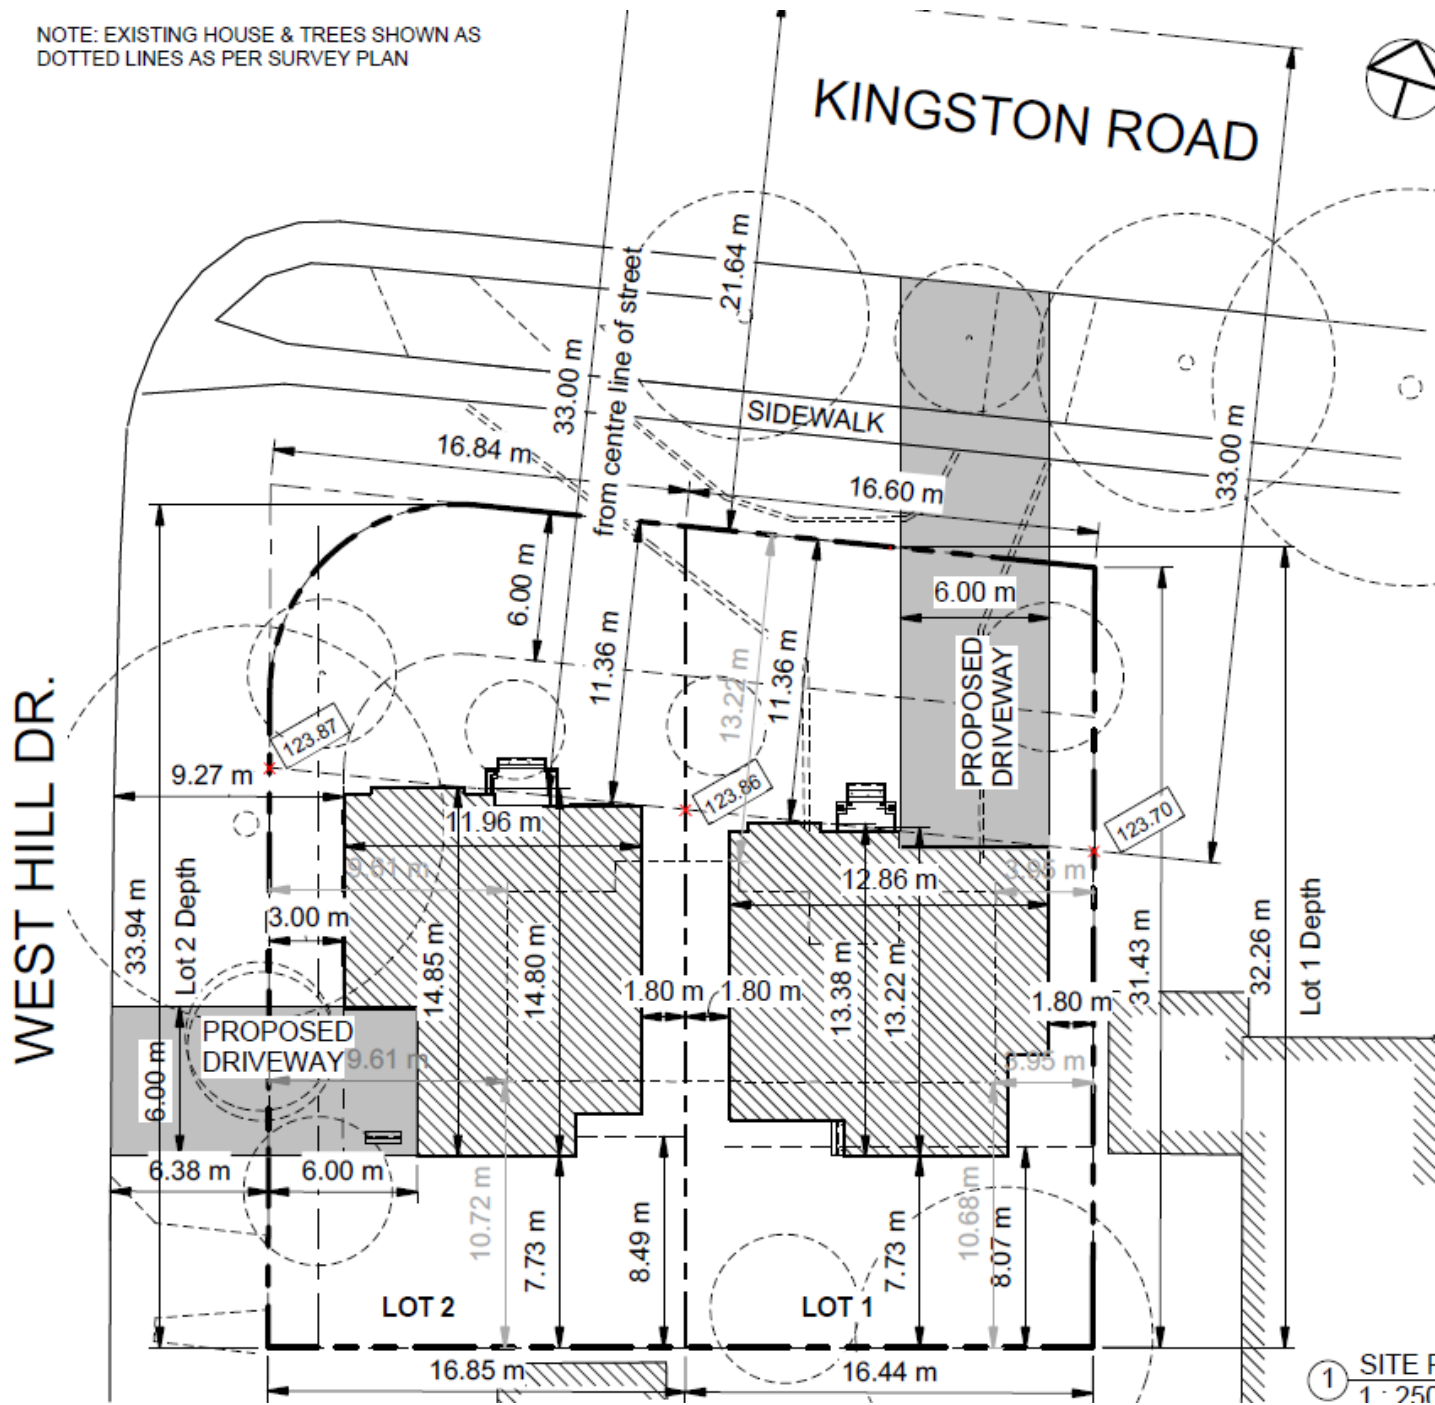 NOTE: EXISTING HOUSE & TREES SHOWN AS
DOTTED LINES AS PER SURVEY PLAN
KINGSTON ROAD
21.64 m
33.00 m
from centre line of street
SIDEWALK
33.00 m
16.84 m
16.60 m
6.00 m
11.36 m
13.22 m
11.36 m
6.00 m
PROPOSED
DRIVEWAY
WEST HILL DR.
123.87
123.86
123.70
9.27 m
11.96 m
12.86 m
9.61 m
3.95 m
3.00 m
33.94 m
Lot 2 Depth
14.85 m
14.80 m
1.80 m
1.80 m
13.38 m
13.22 m
1.80 m
31.43 m
32.26 m
Lot 1 Depth
PROPOSED
DRIVEWAY
9.61 m
3.95 m
6.00 m
6.38 m
6.00 m
10.72 m
7.73 m
8.49 m
7.73 m
10.68 m
8.07 m
LOT 2
LOT 1
16.85 m
16.44 m
1
SITE P
1 : 250